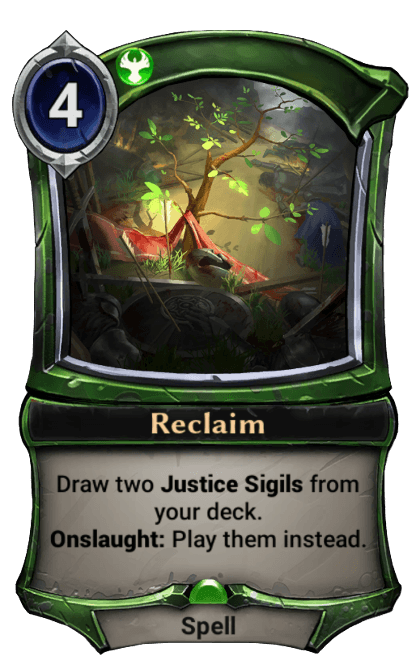 4
Reclaim
Draw two Justice Sigils from
your deck.
Onslaught: Play them instead.
Spell